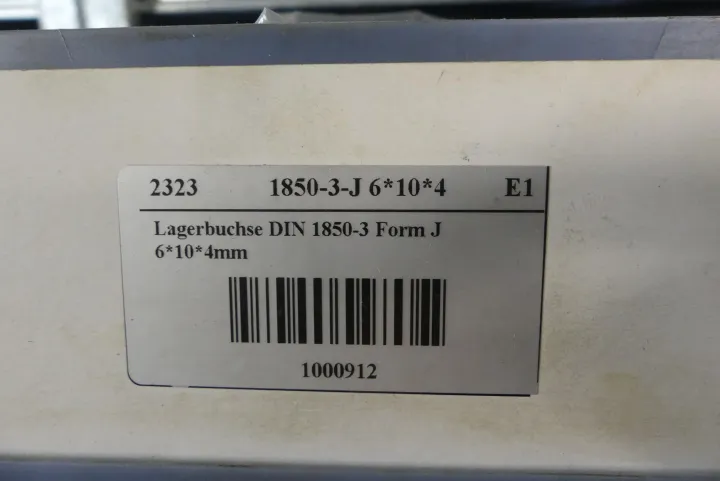 2323 1850-3-J 6*10*4 E1
Lagerbuchse DIN 1850-3 Form J
6*10*4mm
1000912